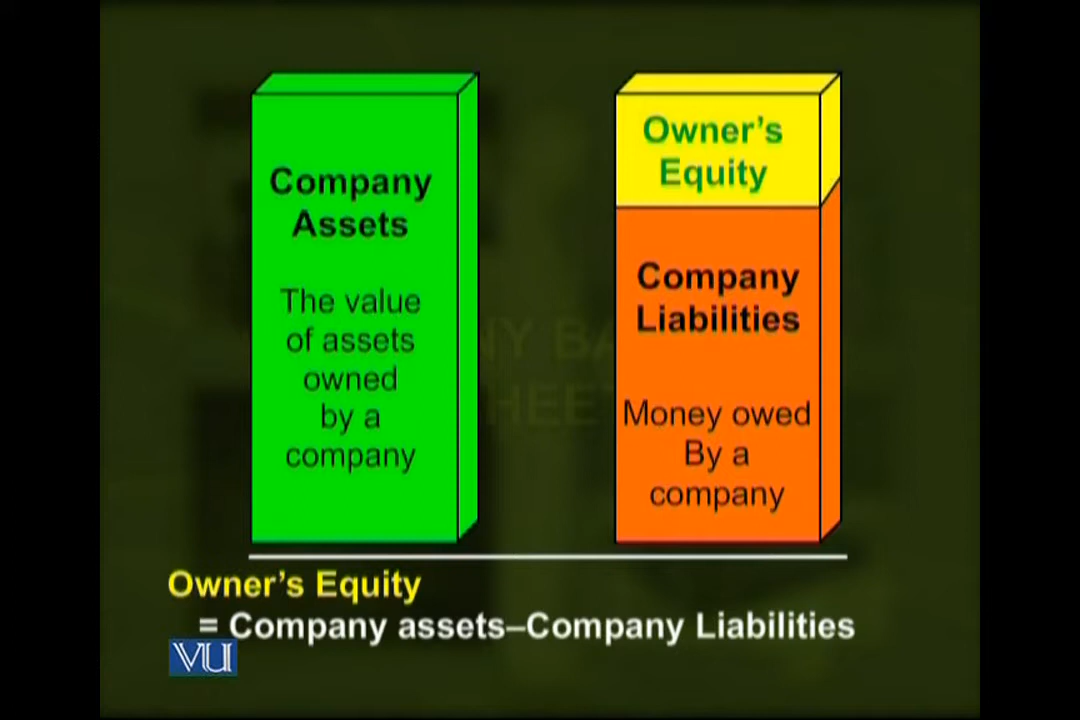 Company
Assets
The value
of assets
owned
by a
company
Owner's
Equity
Company
Liabilities
Money owed
By a
company
Owner's Equity
= Company assets–Company Liabilities
VU